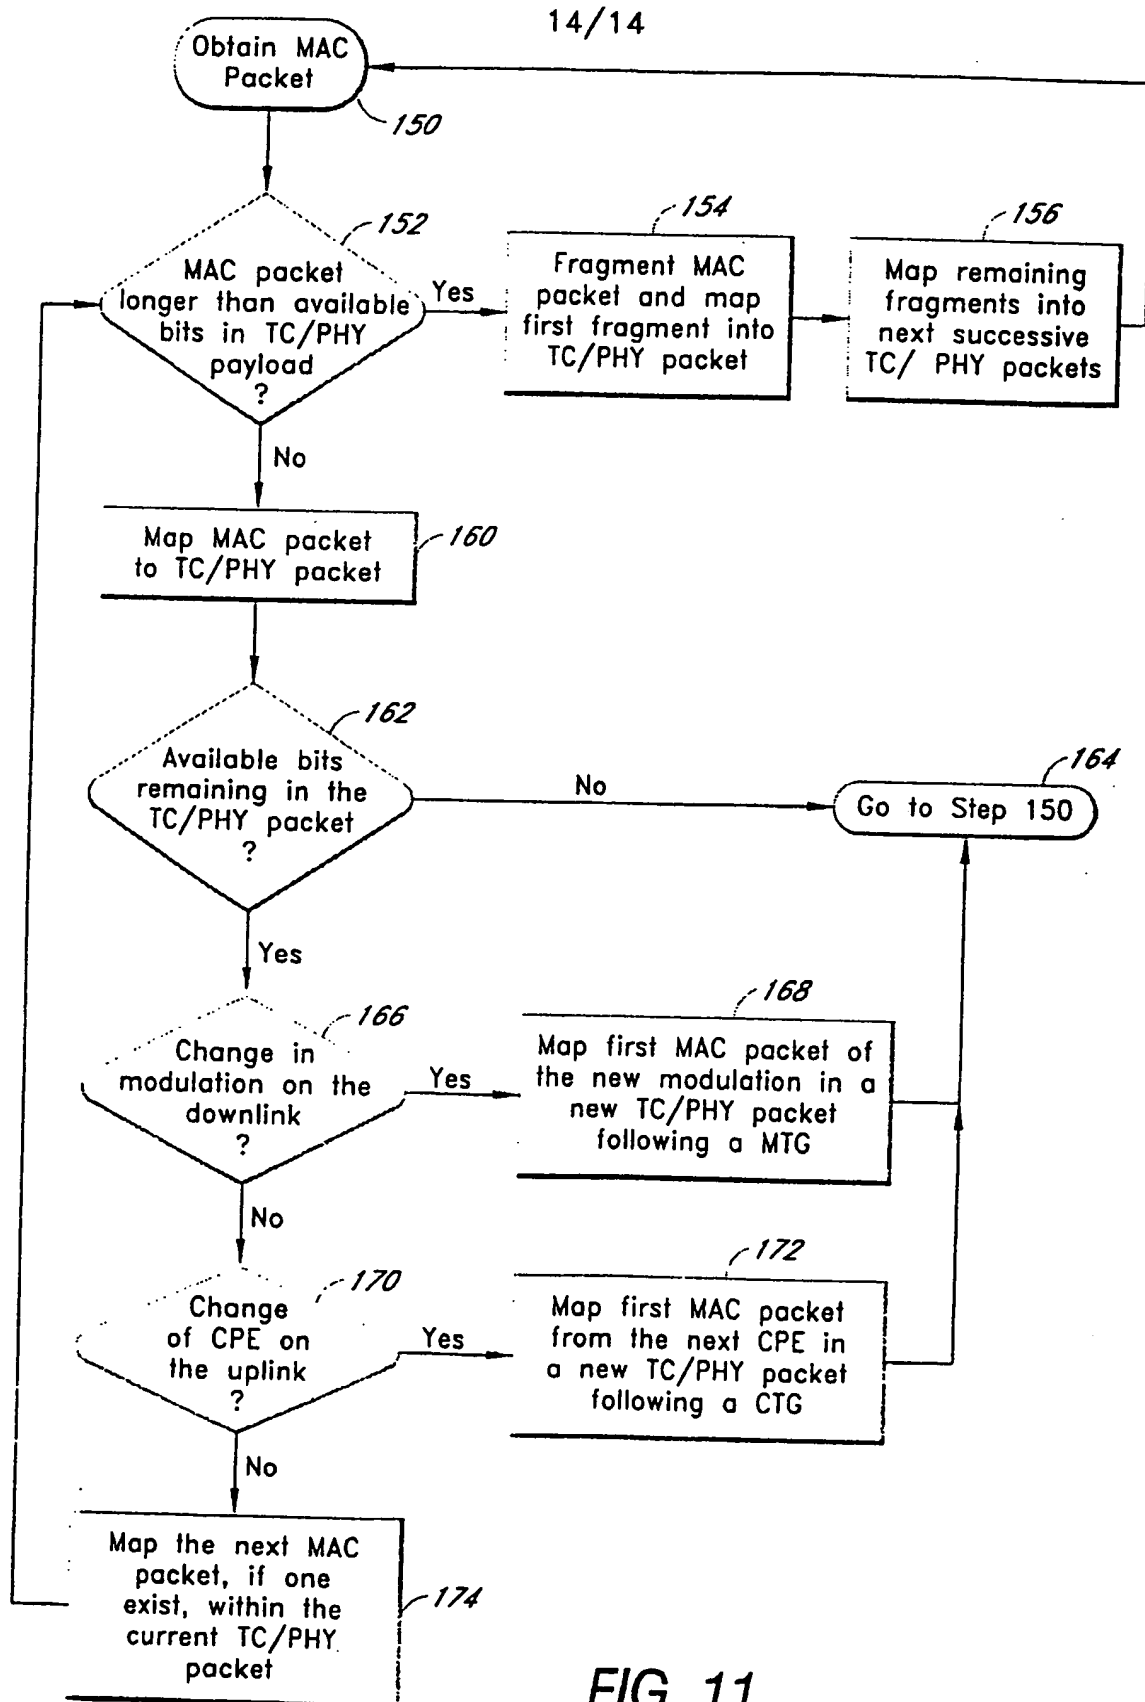 14/14
Obtain MAC
Packet
150
152
MAC packet
longer than available
bits in TC/PHY
payload
?
Yes
154
Fragment MAC
packet and map
first fragment into
TC/PHY packet
156
Map remaining
fragments into
next successive
TC/ PHY packets
No
Map MAC packet
to TC/PHY packet
160
162
Available bits
remaining in the
TC/PHY packet
?
No
164
Go to Step 150
Yes
166
Change in
modulation on the
downlink
?
Yes
168
Map first MAC packet of
the new modulation in a
new TC/PHY packet
following a MTG
No
170
Change
of CPE on
the uplink
?
Yes
172
Map first MAC packet
from the next CPE in
a new TC/PHY packet
following a CTG
No
Map the next MAC
packet, if one
exist, within the
current TC/PHY
packet
174
FIG. 11